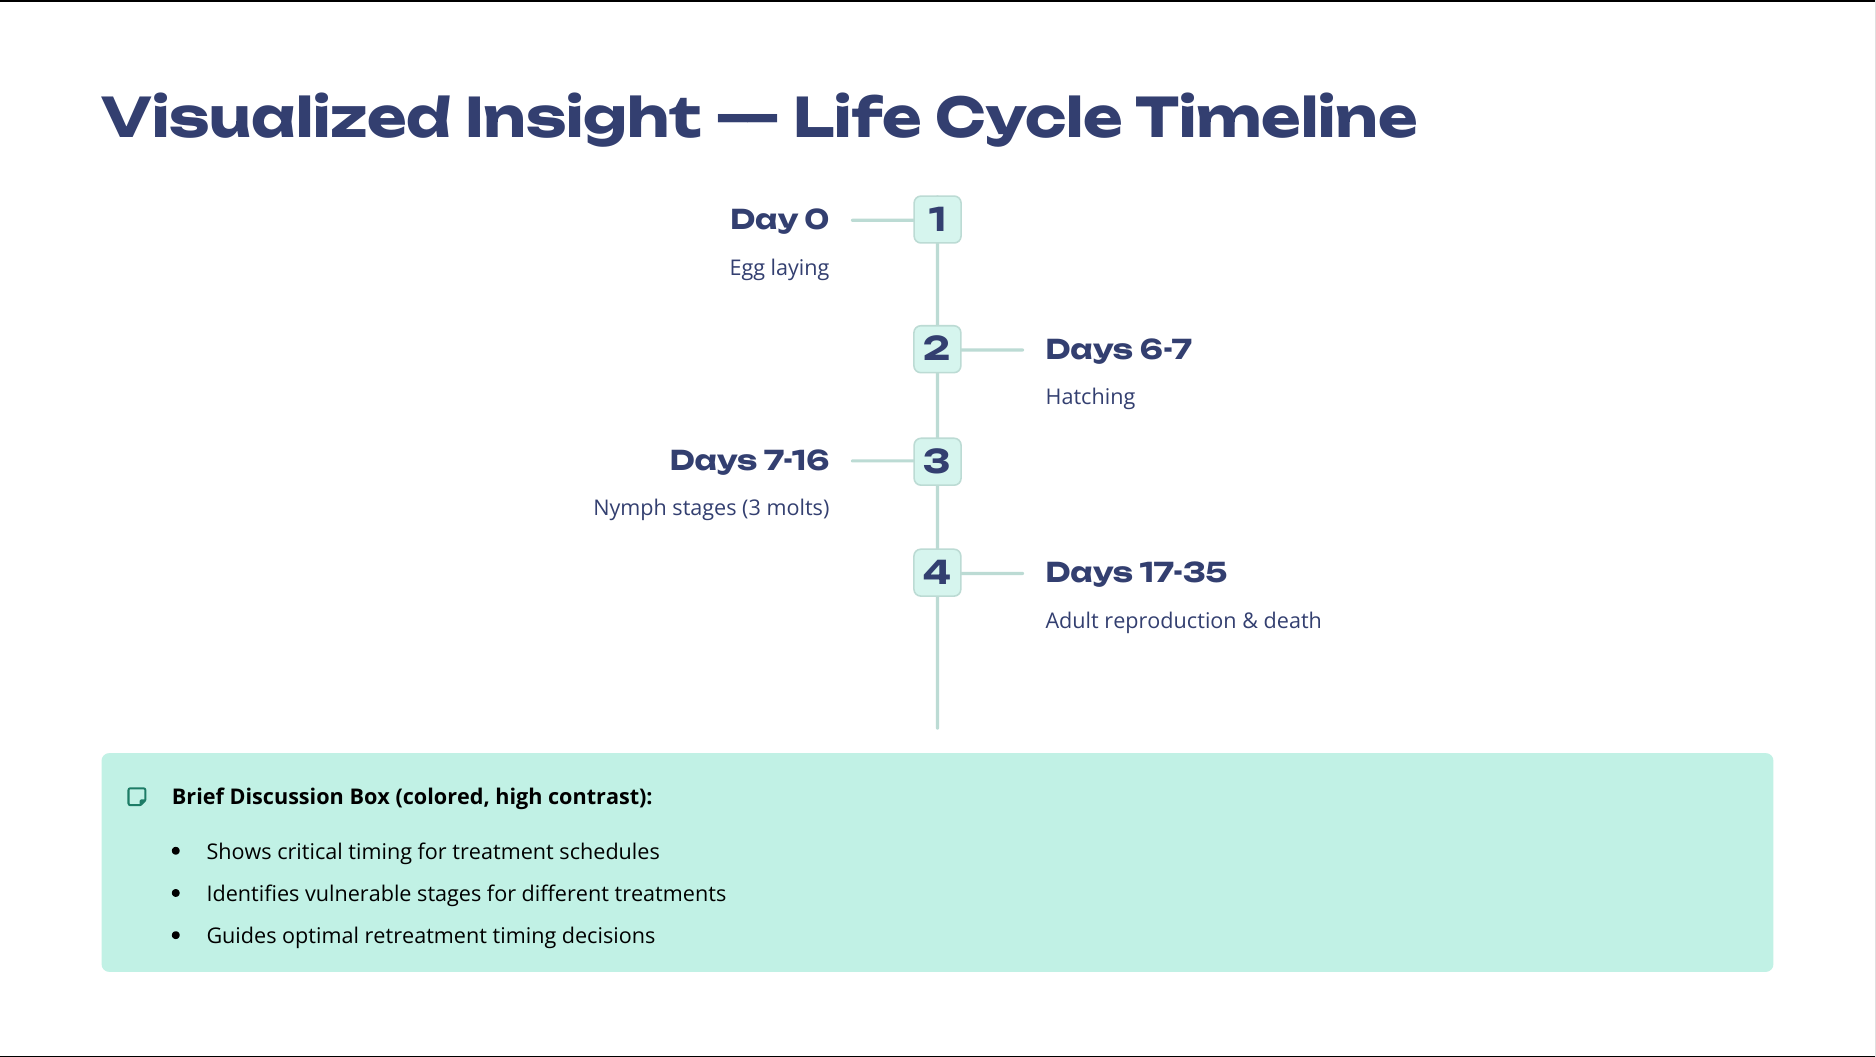 Visualized Insight — Life Cycle Timeline
Day 0
1
Egg laying
2
Days 6-7
Hatching
Days 7-16
3
Nymph stages (3 molts)
4
Days 17-35
Adult reproduction & death
Brief Discussion Box (colored, high contrast):
• Shows critical timing for treatment schedules
• Identifies vulnerable stages for different treatments
• Guides optimal retreatment timing decisions